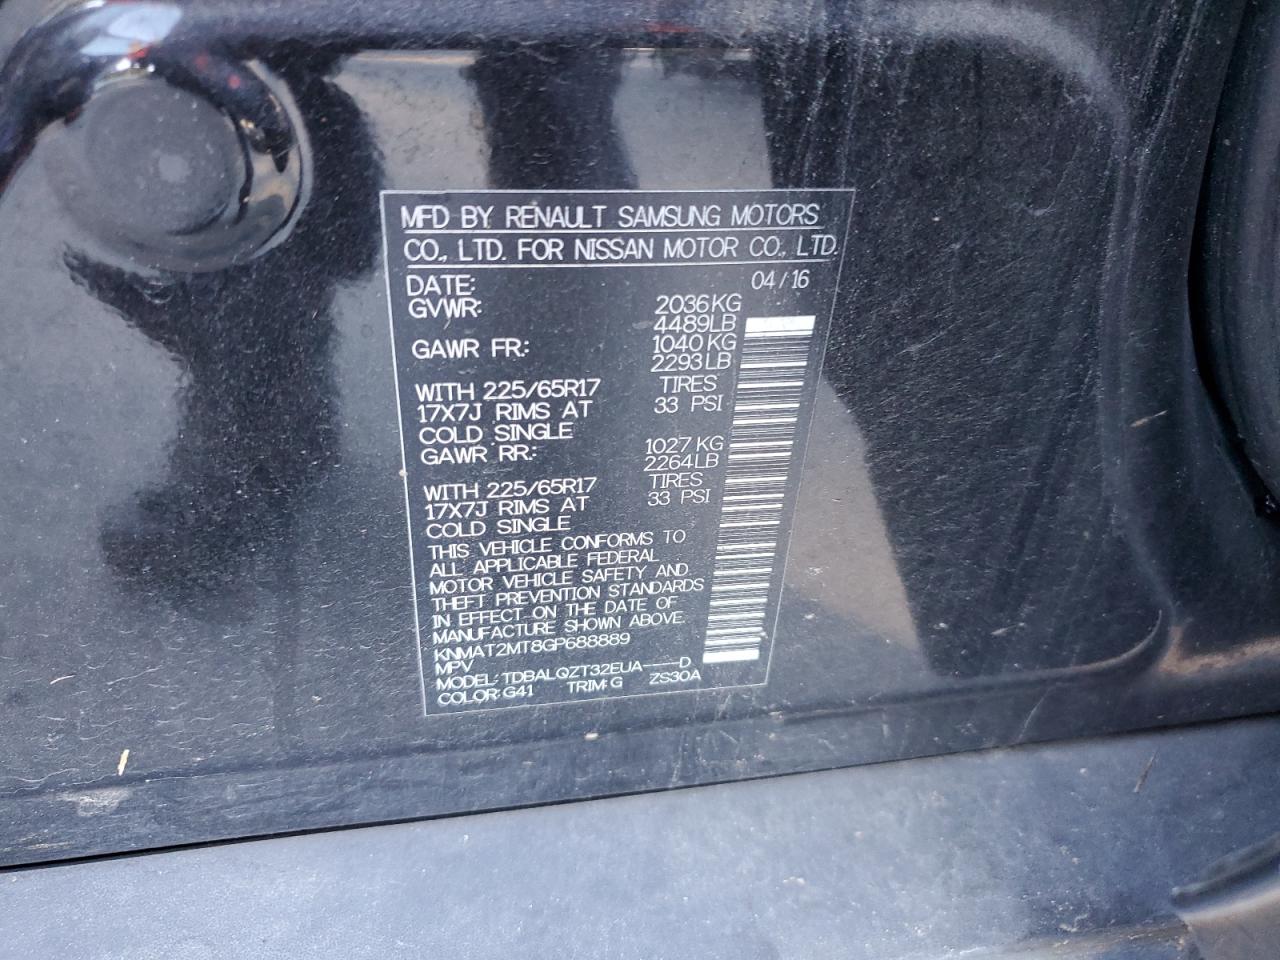 MFD BY RENAULT SAMSUNG MOTORS
CO., LTD. FOR NISSAN MOTOR CO., LTD.
DATE: 04/16
GVWR: 2036KG
4489LB
GAWR FR: 1040KG
2293LB
WITH 225/65R17 TIRES
17X7J RIMS AT 33 PSI
COLD SINGLE
GAWR RR: 1027KG
2264LB
WITH 225/65R17 TIRES
17X7J RIMS AT 33 PSI
COLD SINGLE
THIS VEHICLE CONFORMS TO
ALL APPLICABLE FEDERAL
MOTOR VEHICLE SAFETY AND
THEFT PREVENTION STANDARDS
IN EFFECT ON THE DATE OF
MANUFACTURE SHOWN ABOVE.
KNMAT2MT8GP688889
MPV
MODEL: TDBALQZT32EUA----D
COLOR: G41 TRIM: G ZS30A